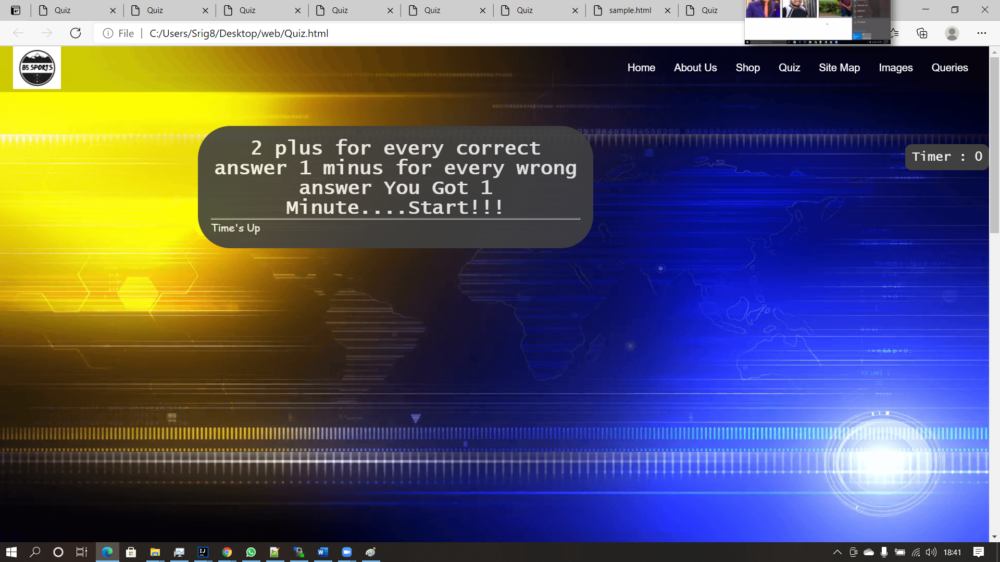 Quiz
Quiz
Quiz
Quiz
Quiz
Quiz
sample.html
Quiz
File
C:/Users/Srig8/Desktop/web/Quiz.html
BS SPORTS
Home
About Us
Shop
Quiz
Site Map
Images
Queries
2 plus for every correct
answer 1 minus for every wrong
answer You Got 1
Minute....Start!!!
Time's Up
Timer : 0
i = n && p = 0 ;
18:41